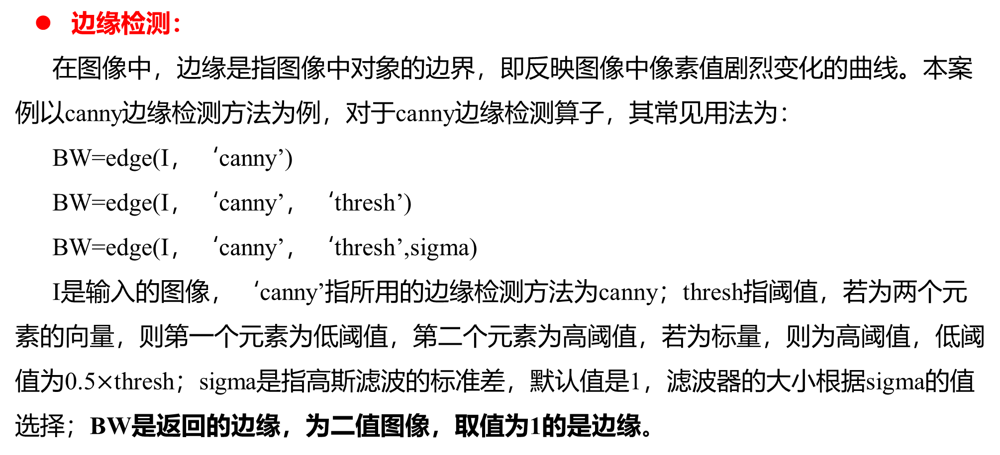 ● 边缘检测：
在图像中，边缘是指图像中对象的边界，即反映图像中像素值剧烈变化的曲线。本案
例以canny边缘检测方法为例，对于canny边缘检测算子，其常见用法为：
BW=edge(I， ‘canny’)
BW=edge(I， ‘canny’， ‘thresh’)
BW=edge(I， ‘canny’， ‘thresh’,sigma)
I是输入的图像， ‘canny’指所用的边缘检测方法为canny；thresh指阈值，若为两个元
素的向量，则第一个元素为低阈值，第二个元素为高阈值，若为标量，则为高阈值，低阈
值为0.5×thresh；sigma是指高斯滤波的标准差，默认值是1，滤波器的大小根据sigma的值
选择；BW是返回的边缘，为二值图像，取值为1的是边缘。